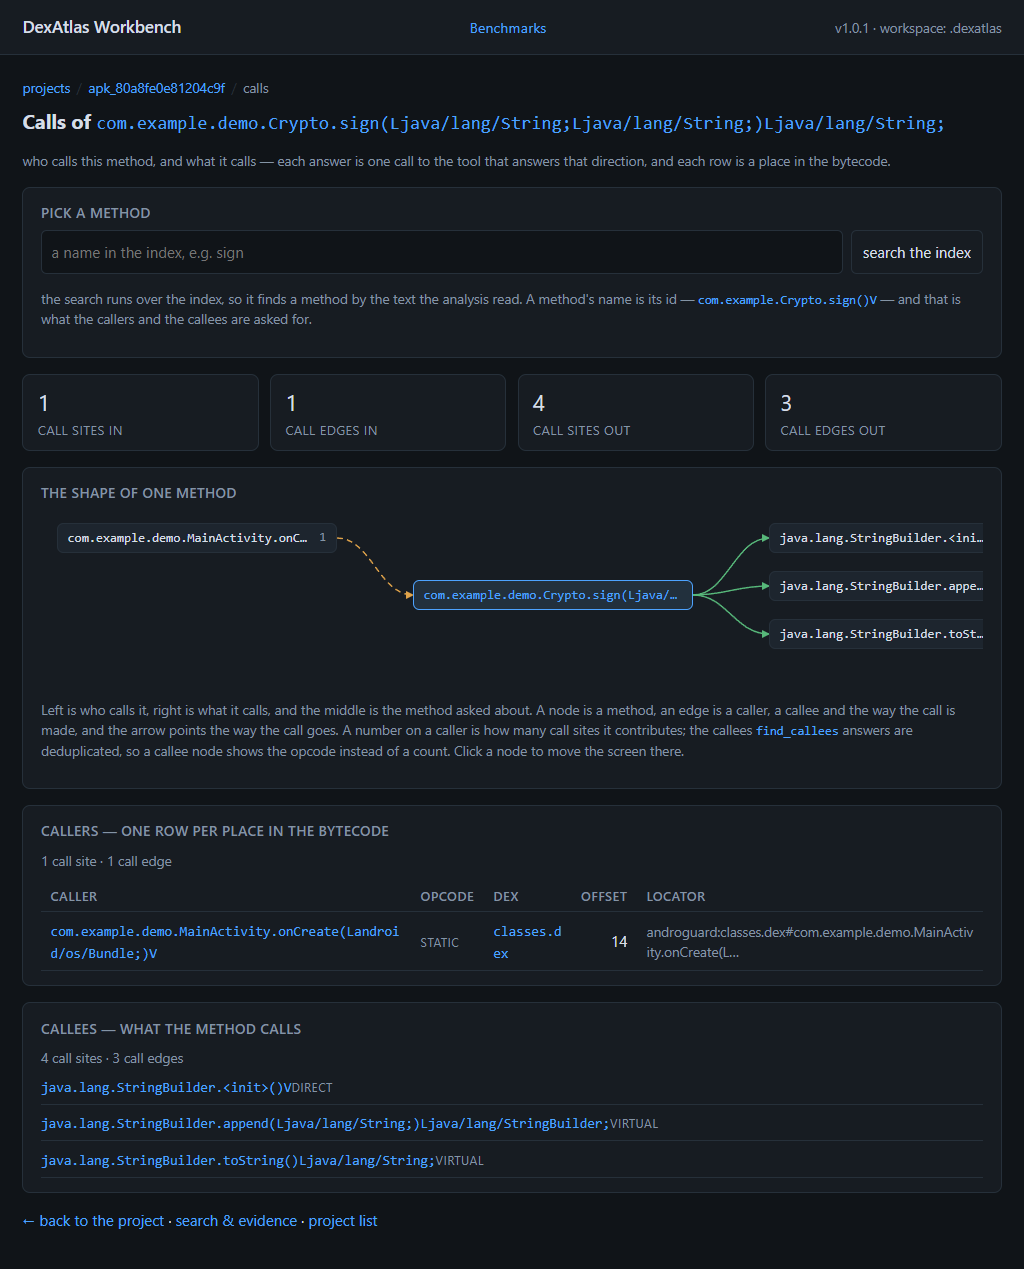 DexAtlas Workbench
Benchmarks
v1.0.1 · workspace: .dexatlas
projects / apk_80a8fe0e81204c9f / calls
Calls of com.example.demo.Crypto.sign(Ljava/lang/String;Ljava/lang/String;)Ljava/lang/String;
who calls this method, and what it calls — each answer is one call to the tool that answers that direction, and each row is a place in the bytecode.
PICK A METHOD
a name in the index, e.g. sign
search the index
the search runs over the index, so it finds a method by the text the analysis read. A method's name is its id — com.example.Crypto.sign()V — and that is
what the callers and the callees are asked for.
1
CALL SITES IN
1
CALL EDGES IN
4
CALL SITES OUT
3
CALL EDGES OUT
THE SHAPE OF ONE METHOD
com.example.demo.MainActivity.onC… 1
com.example.demo.Crypto.sign(Ljava/…
java.lang.StringBuilder.<ini…
java.lang.StringBuilder.appe…
java.lang.StringBuilder.toSt…
Left is who calls it, right is what it calls, and the middle is the method asked about. A node is a method, an edge is a caller, a callee and the way the call is
made, and the arrow points the way the call goes. A number on a caller is how many call sites it contributes; the callees find_callees answers are
deduplicated, so a callee node shows the opcode instead of a count. Click a node to move the screen there.
CALLERS — ONE ROW PER PLACE IN THE BYTECODE
1 call site · 1 call edge
CALLER OPCODE DEX OFFSET LOCATOR
com.example.demo.MainActivity.onCreate(Landroi
d/os/Bundle;)V
STATIC
classes.d
ex
14
androguard:classes.dex#com.example.demo.MainActiv
ity.onCreate(L…
CALLEES — WHAT THE METHOD CALLS
4 call sites · 3 call edges
java.lang.StringBuilder.<init>()VDIRECT
java.lang.StringBuilder.append(Ljava/lang/String;)Ljava/lang/StringBuilder;VIRTUAL
java.lang.StringBuilder.toString()Ljava/lang/String;VIRTUAL
← back to the project · search & evidence · project list